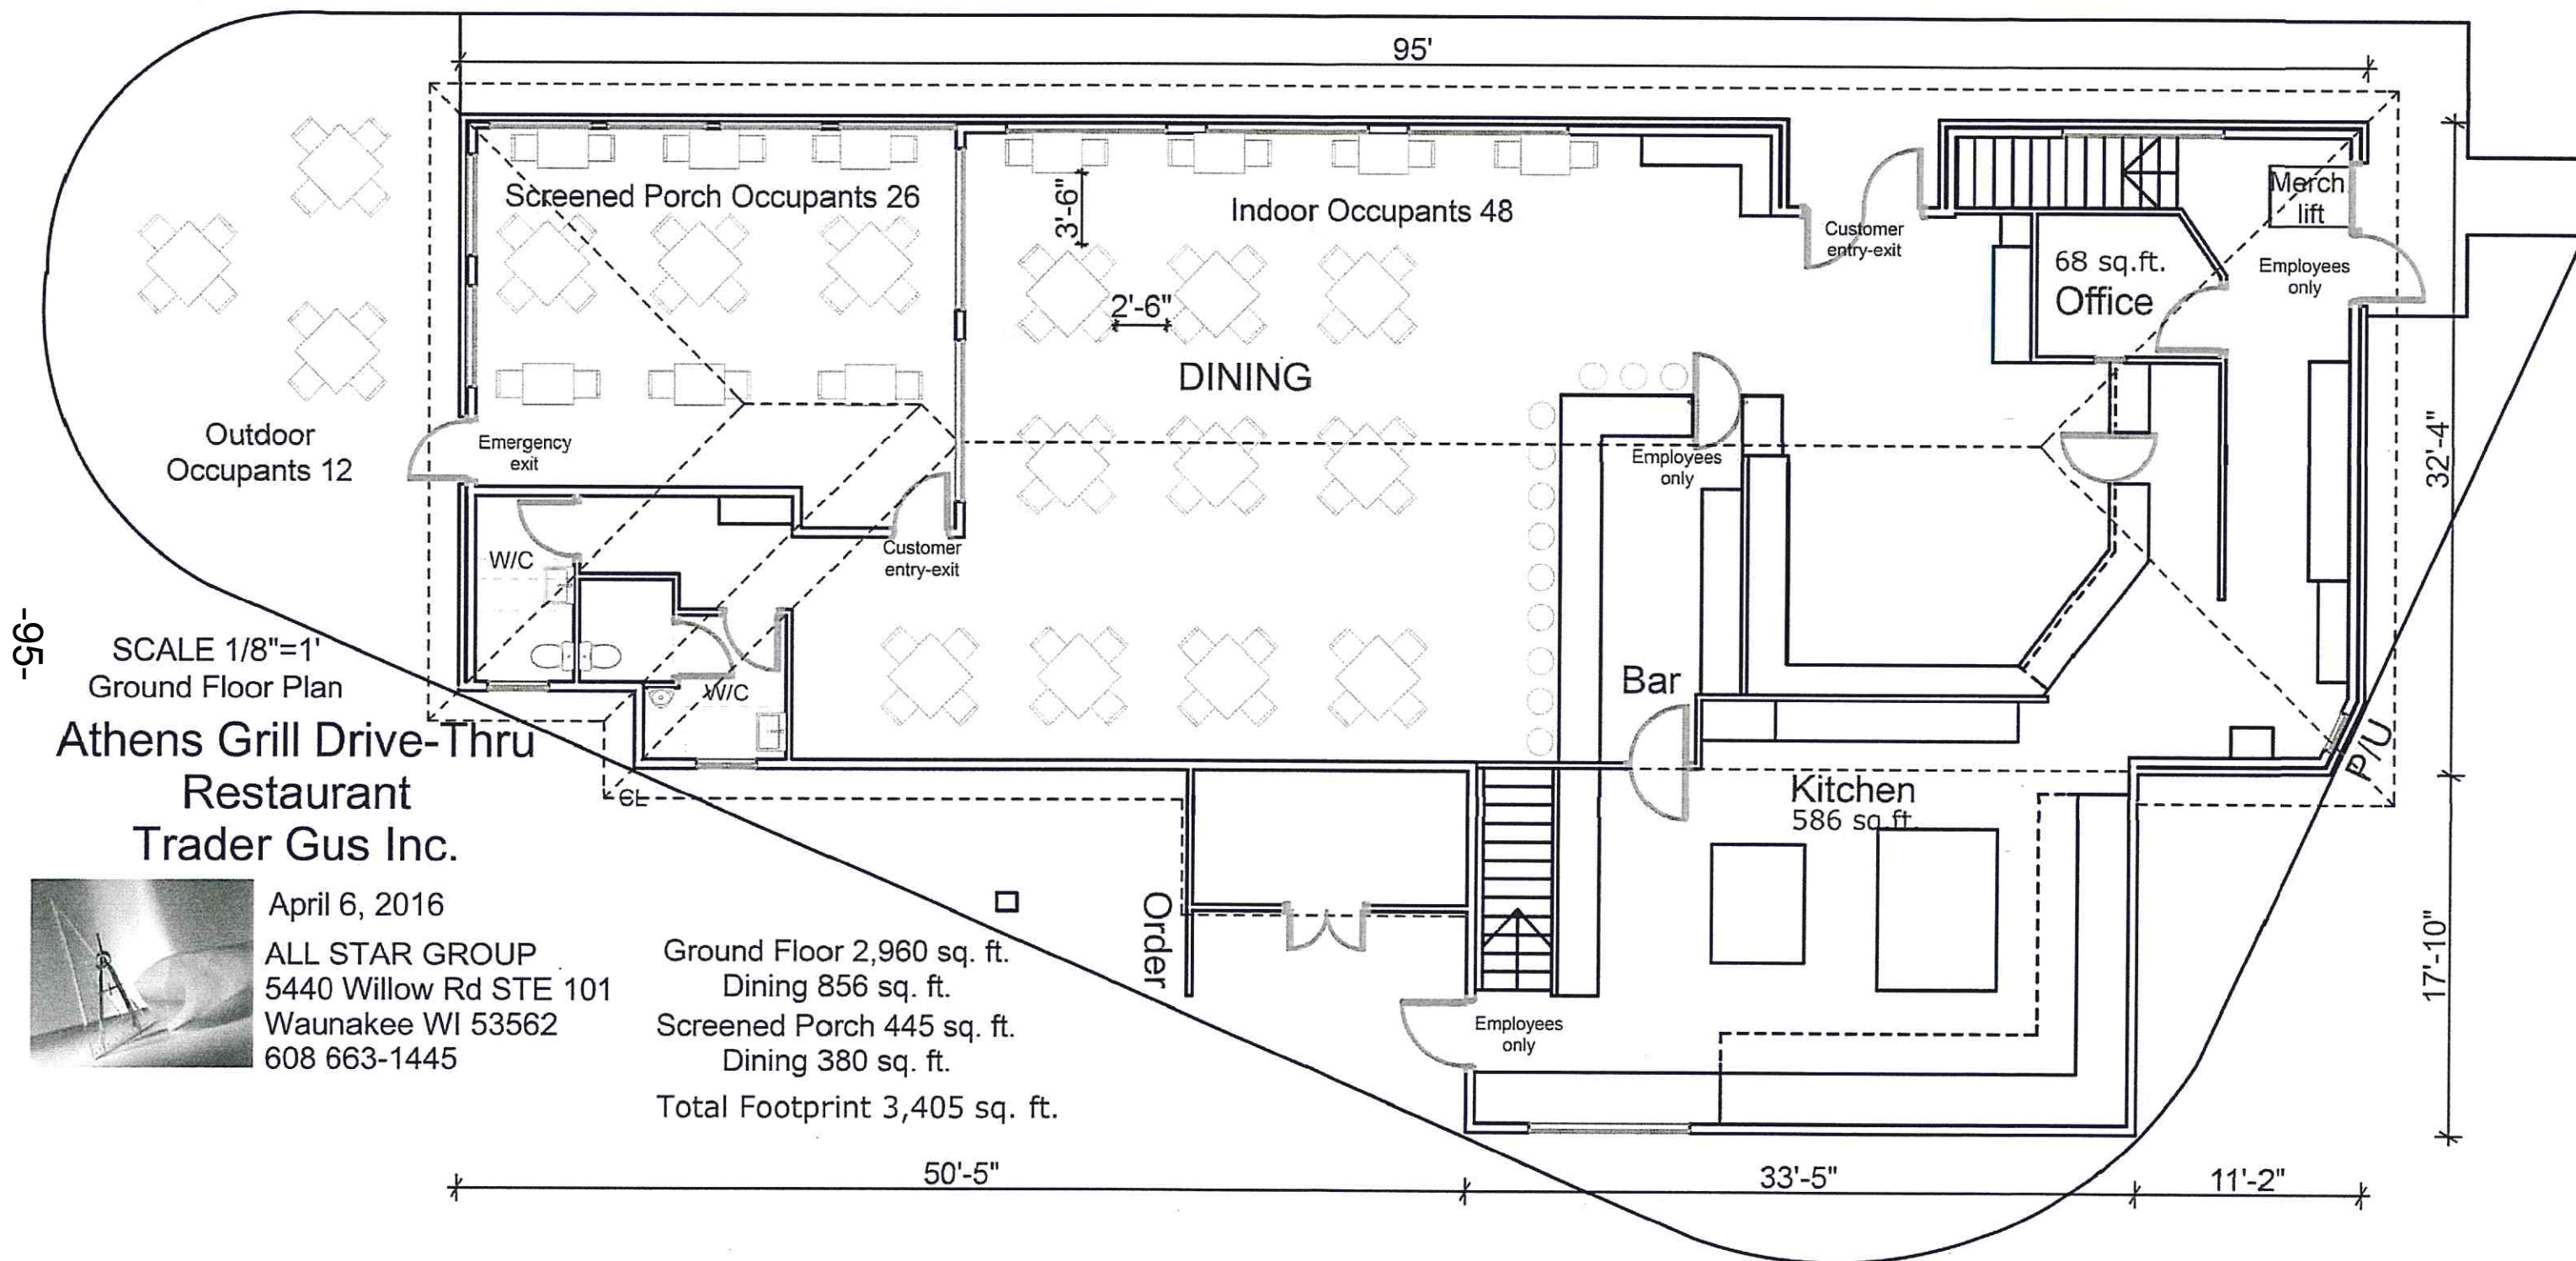 95'
Screened Porch Occupants 26
3'-6"
Indoor Occupants 48
Customer
entry-exit
Merch
lift
68 sq.ft.
Office
Employees
only
2'-6"
DINING
Outdoor
Occupants 12
Emergency
exit
Employees
only
32'-4"
W/C
Customer
entry-exit
-95-
SCALE 1/8"=1'
Ground Floor Plan
W/C
Bar
Athens Grill Drive-Thru
Restaurant
Trader Gus Inc.
P/U
Kitchen
586 sq.ft.
April 6, 2016
ALL STAR GROUP
5440 Willow Rd STE 101
Waunakee WI 53562
608 663-1445
Order
Ground Floor 2,960 sq. ft.
Dining 856 sq. ft.
Screened Porch 445 sq. ft.
Dining 380 sq. ft.
Total Footprint 3,405 sq. ft.
Employees
only
17'-10"
50'-5"
33'-5"
11'-2"